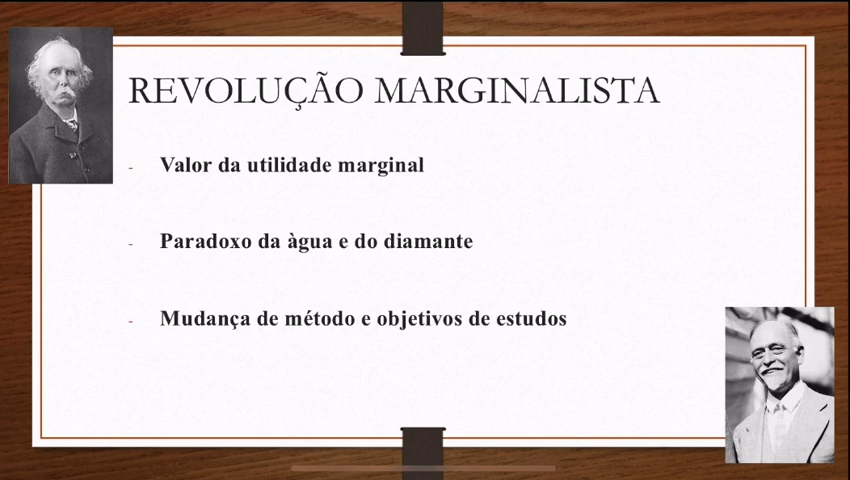 REVOLUÇÃO MARGINALISTA
- Valor da utilidade marginal
- Paradoxo da àgua e do diamante
- Mudança de método e objetivos de estudos